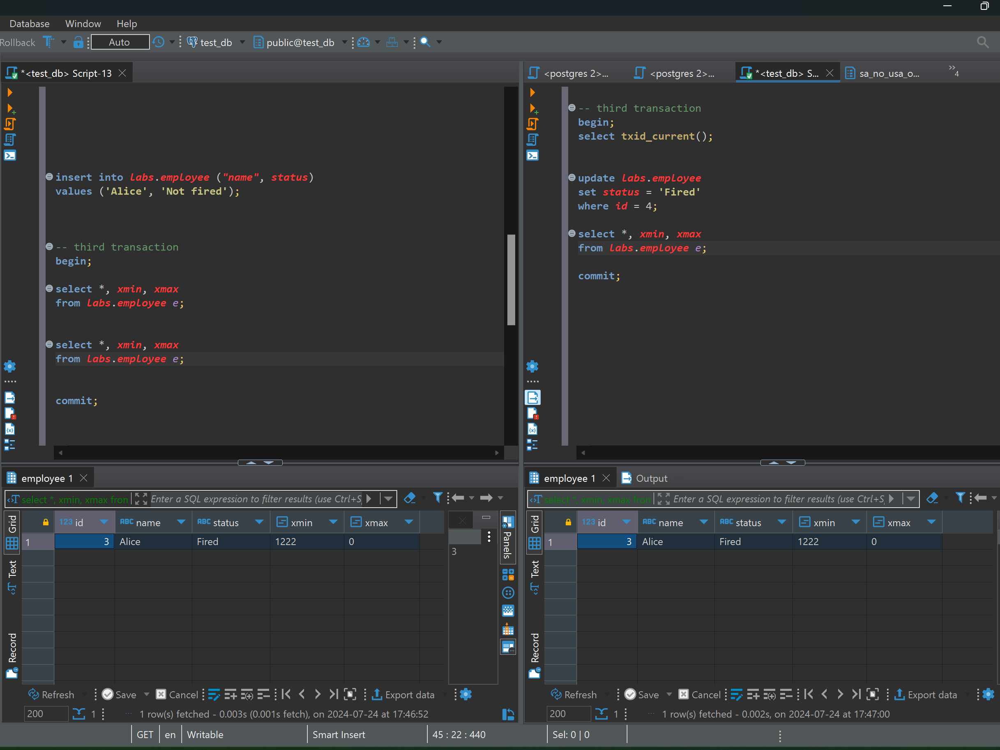 Database Window Help
Rollback Auto test_db public@test_db
*<test_db> Script-13
insert into labs.employee ("name", status)
values ('Alice', 'Not fired');
-- third transaction
begin;
select *, xmin, xmax
from labs.employee e;
select *, xmin, xmax
from labs.employee e;
commit;
<postgres 2>... <postgres 2>... *<test_db> S... sa_no_usa_o... »4
-- third transaction
begin;
select txid_current();
update labs.employee
set status = 'Fired'
where id = 4;
select *, xmin, xmax
from labs.employee e;
commit;
employee 1
select *, xmin, xmax fron Enter a SQL expression to filter results (use Ctrl+S
Grid
Text
Record
123 id ABC name ABC status xmin xmax
1 3 Alice Fired 1222 0
3
Panels
Refresh Save Cancel Export data
200 1 ... 1 row(s) fetched - 0.003s (0.001s fetch), on 2024-07-24 at 17:46:52
employee 1 Output
select *, xmin, xmax fron Enter a SQL expression to filter results (use Ctrl+S
Grid
Text
Record
123 id ABC name ABC status xmin xmax
1 3 Alice Fired 1222 0
Refresh Save Cancel Export data
200 1 ... 1 row(s) fetched - 0.002s, on 2024-07-24 at 17:47:00
GET en Writable Smart Insert 45 : 22 : 440 Sel: 0 | 0